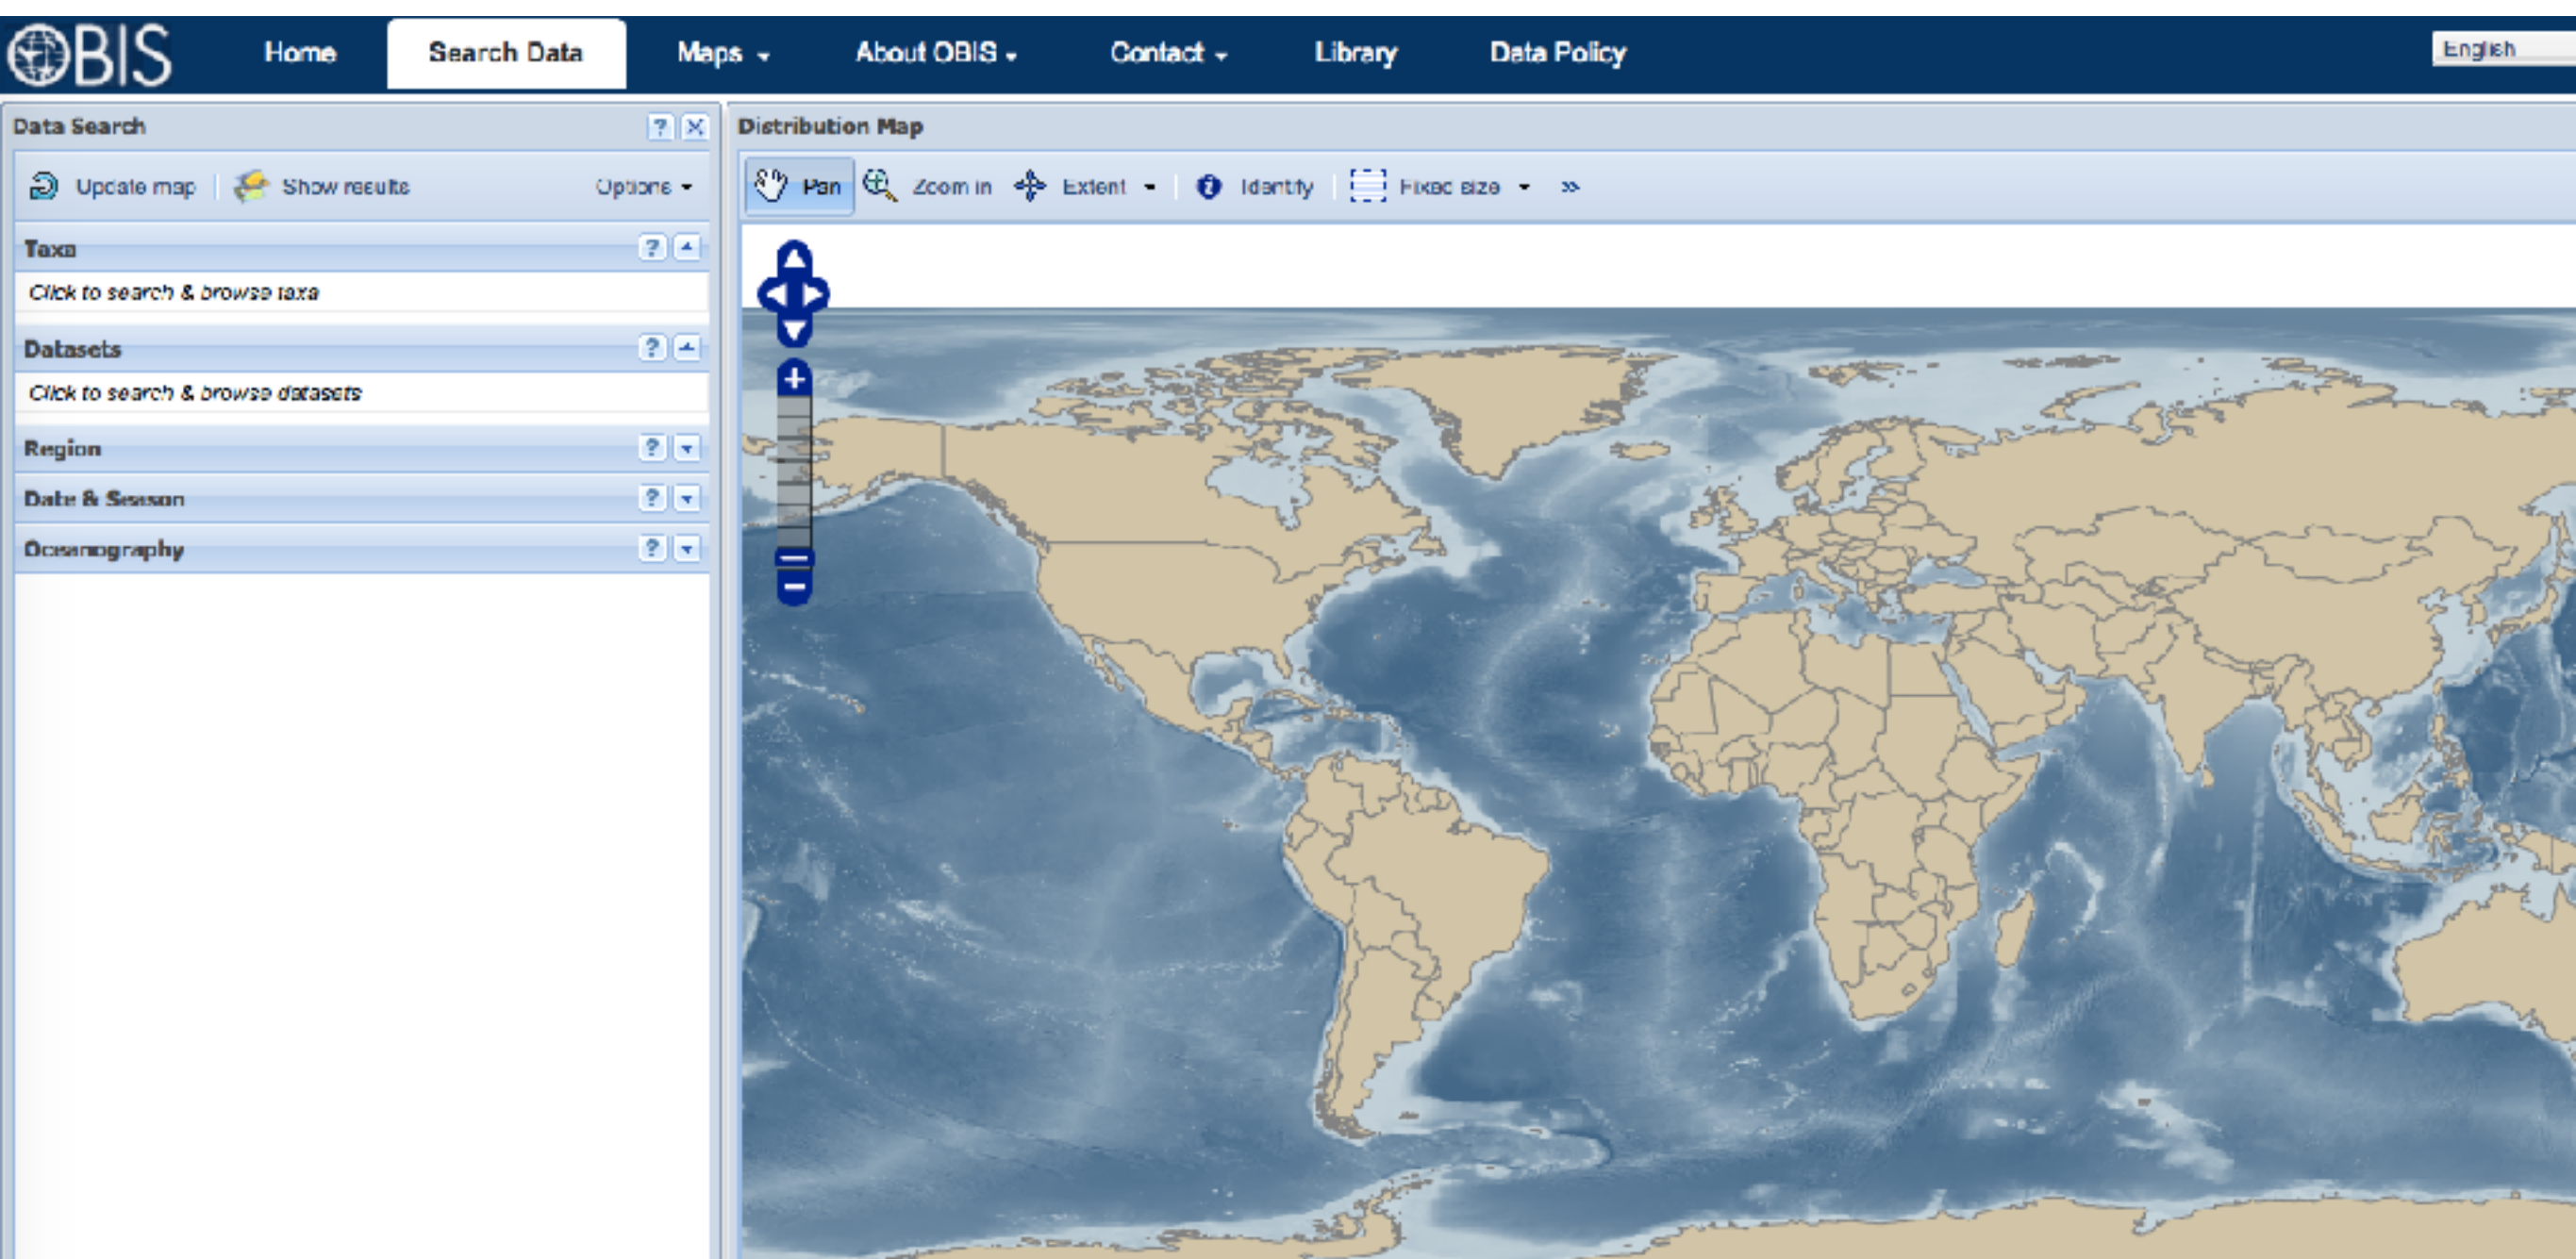 OBIS Home Search Data Maps About OBIS Contact Library Data Policy English
Data Search
Update map Show results Options
Taxa
Click to search & browse taxa
Datasets
Click to search & browse datasets
Region
Date & Season
Oceanography
Distribution Map
Pan Zoom in Extent Identify Fixed size »